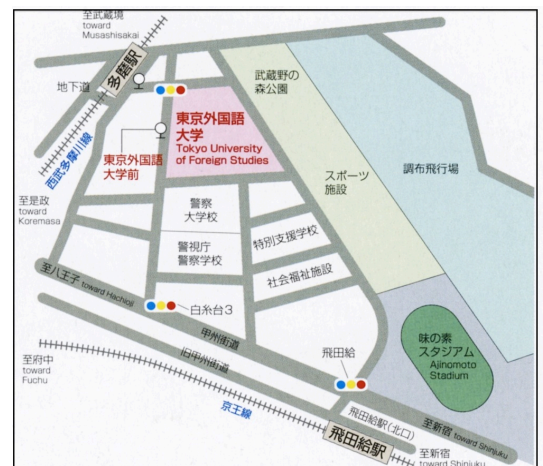 至武蔵境
toward
Musashisakai
多磨駅
地下道
西武多摩川線
東京外国語
大学前
東京外国語
大学
Tokyo University
of Foreign Studies
武蔵野の
森公園
スポーツ
施設
調布飛行場
至是政
toward
Koremasa
警察
大学校
警視庁
警察学校
特別支援学校
社会福祉施設
至八王子 toward Hachioji
白糸台3
甲州街道
旧甲州街道
飛田給
味の素
スタジアム
Ajinomoto
Stadium
至府中
toward
Fuchu
京王線
飛田給駅(北口)
飛田給駅
至新宿 toward Shinjuku
至新宿
toward Shinjuku